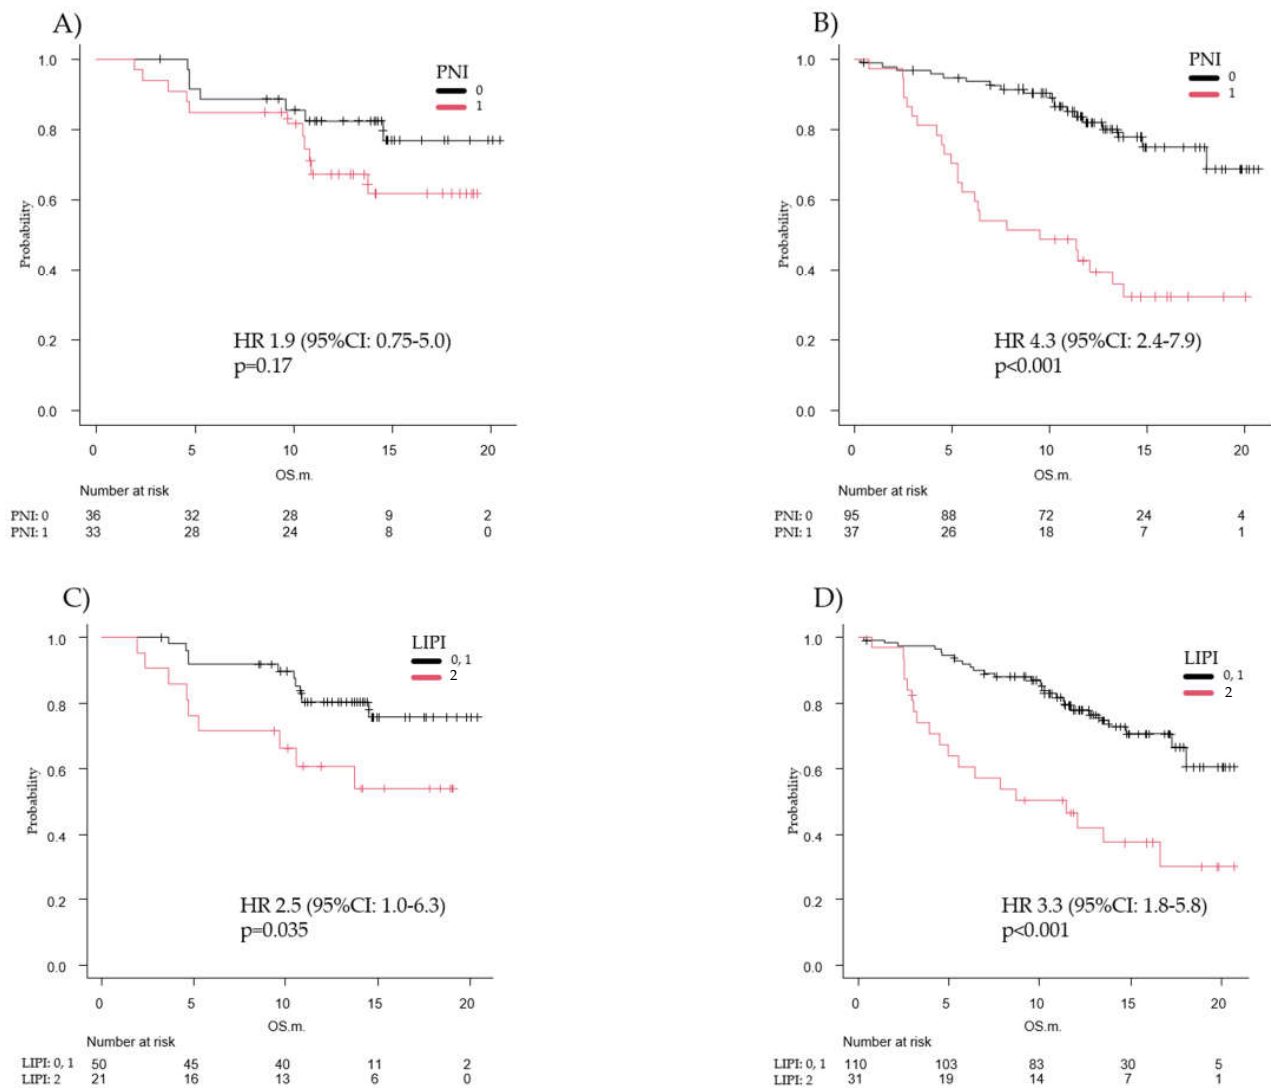 A)
PNI
0
1
1.0
0.8
0.6
0.4
0.2
0.0
Probability
HR 1.9 (95%CI: 0.75-5.0)
p=0.17
0 5 10 15 20
OS.m.
Number at risk
PNI: 0 36 32 28 9 2
PNI: 1 33 28 24 8 0
B)
PNI
0
1
1.0
0.8
0.6
0.4
0.2
0.0
Probability
HR 4.3 (95%CI: 2.4-7.9)
p<0.001
0 5 10 15 20
OS.m.
Number at risk
PNI: 0 95 88 72 24 4
PNI: 1 37 26 18 7 1
C)
LIPI
0, 1
2
1.0
0.8
0.6
0.4
0.2
0.0
Probability
HR 2.5 (95%CI: 1.0-6.3)
p=0.035
0 5 10 15 20
OS.m.
Number at risk
LIPI: 0, 1 50 45 40 11 2
LIPI: 2 21 16 13 6 0
D)
LIPI
0, 1
2
1.0
0.8
0.6
0.4
0.2
0.0
Probability
HR 3.3 (95%CI: 1.8-5.8)
p<0.001
0 5 10 15 20
OS.m.
Number at risk
LIPI: 0, 1 110 103 83 30 5
LIPI: 2 31 19 14 7 1